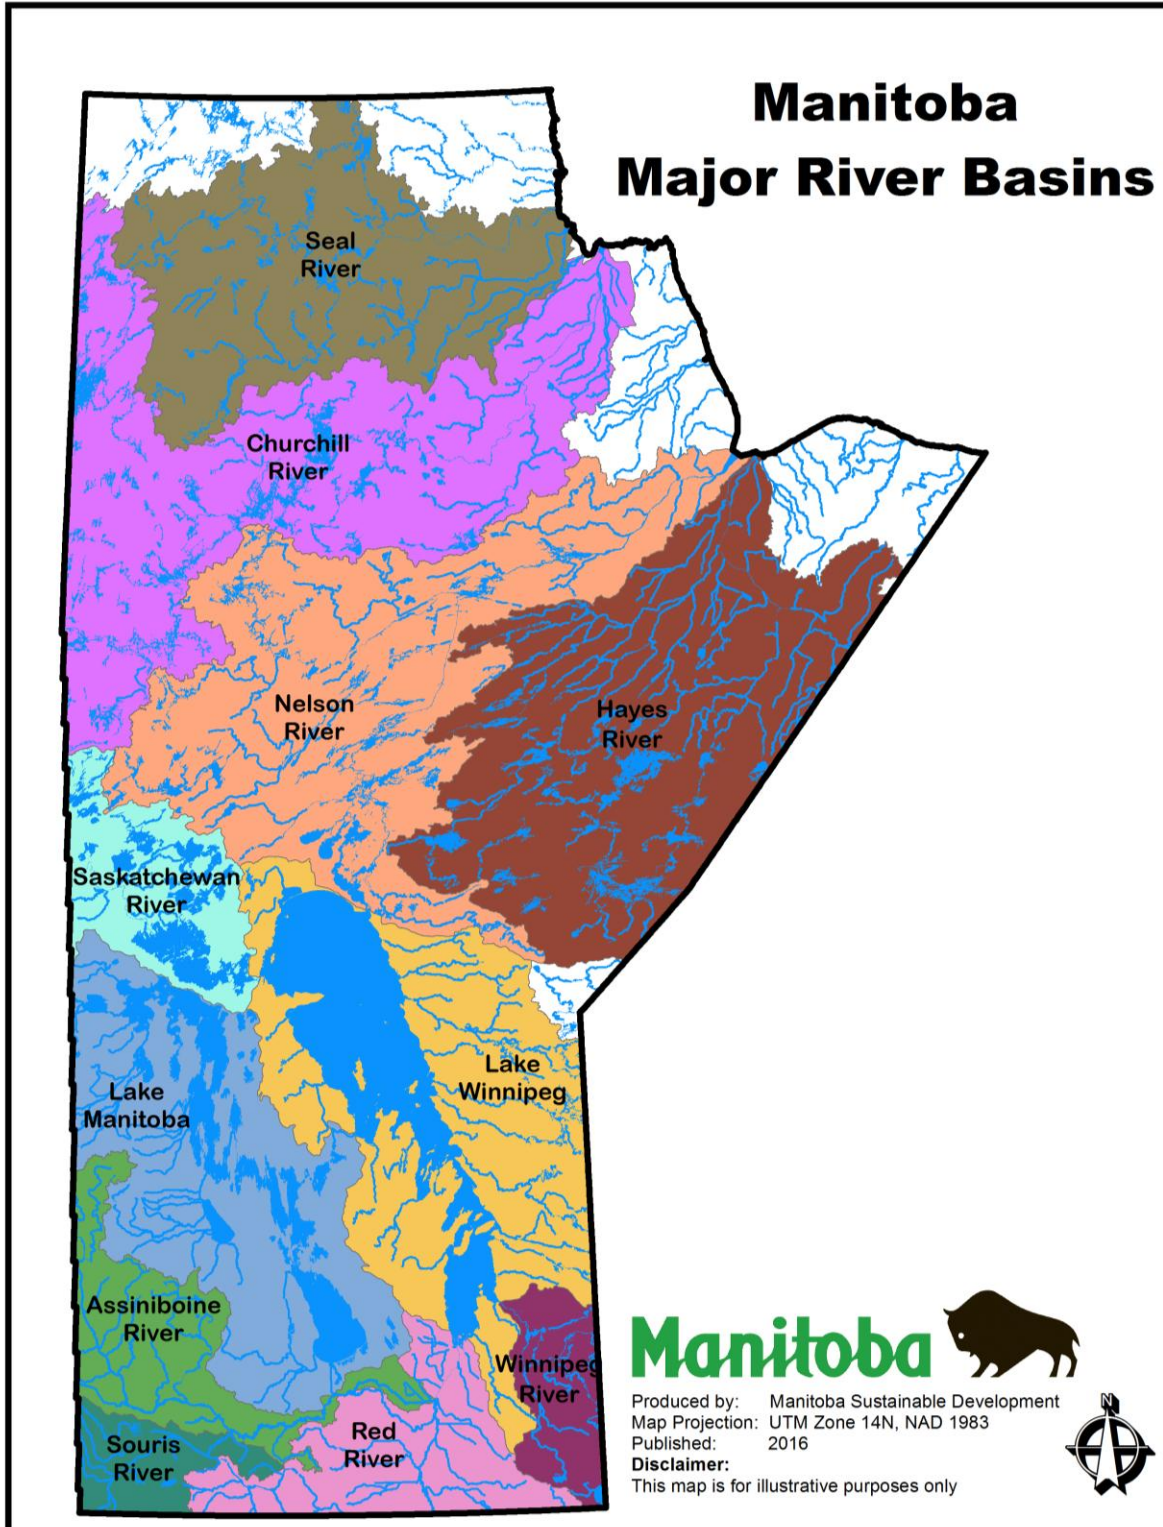 Manitoba
Major River Basins
Seal
River
Churchill
River
Nelson
River
Hayes
River
Saskatchewan
River
Lake
Winnipeg
Lake
Manitoba
Assiniboine
River
Winnipeg
River
Red
River
Souris
River
Manitoba
Produced by: Manitoba Sustainable Development
Map Projection: UTM Zone 14N, NAD 1983
Published: 2016
Disclaimer:
This map is for illustrative purposes only
N